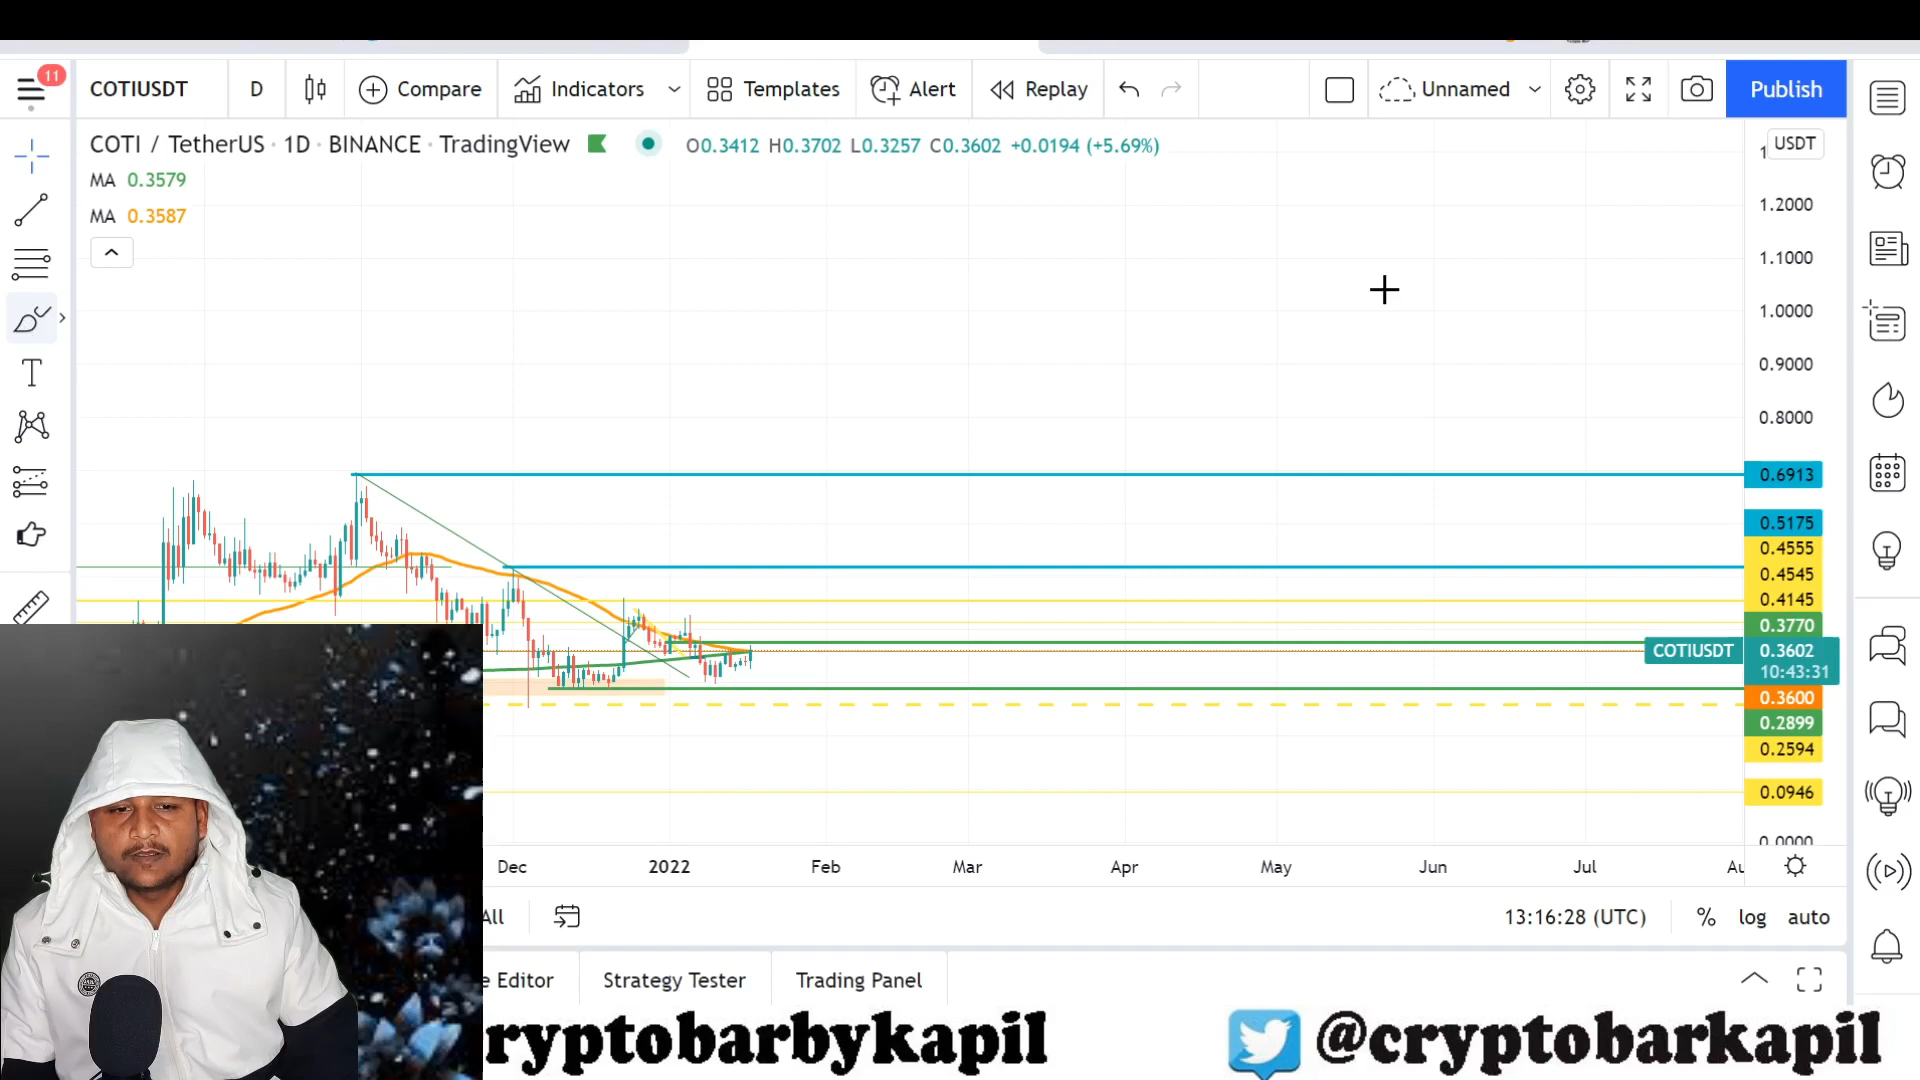 11
COTIUSDT D Compare Indicators Templates Alert Replay Unnamed Publish
COTI / TetherUS · 1D · BINANCE · TradingView O0.3412 H0.3702 L0.3257 C0.3602 +0.0194 (+5.69%)
USDT
MA 0.3579
MA 0.3587
1.2000
1.1000
1.0000
0.9000
0.8000
0.6913
0.5175
0.4555
0.4545
0.4145
0.3770
COTIUSDT 0.3602
10:43:31
0.3600
0.2899
0.2594
0.0946
0.0000
Dec 2022 Feb Mar Apr May Jun Jul
All 13:16:28 (UTC) % log auto
Editor Strategy Tester Trading Panel
ryptobarbykapil @cryptobarkapil